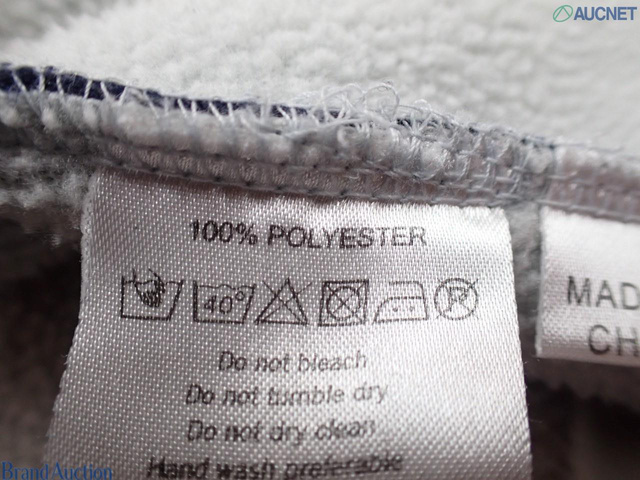 AUCNET
100% POLYESTER
40°
Do not bleach
Do not tumble dry
Do not dry clean
Hand wash preferable
MAD
CH
Brand Auction